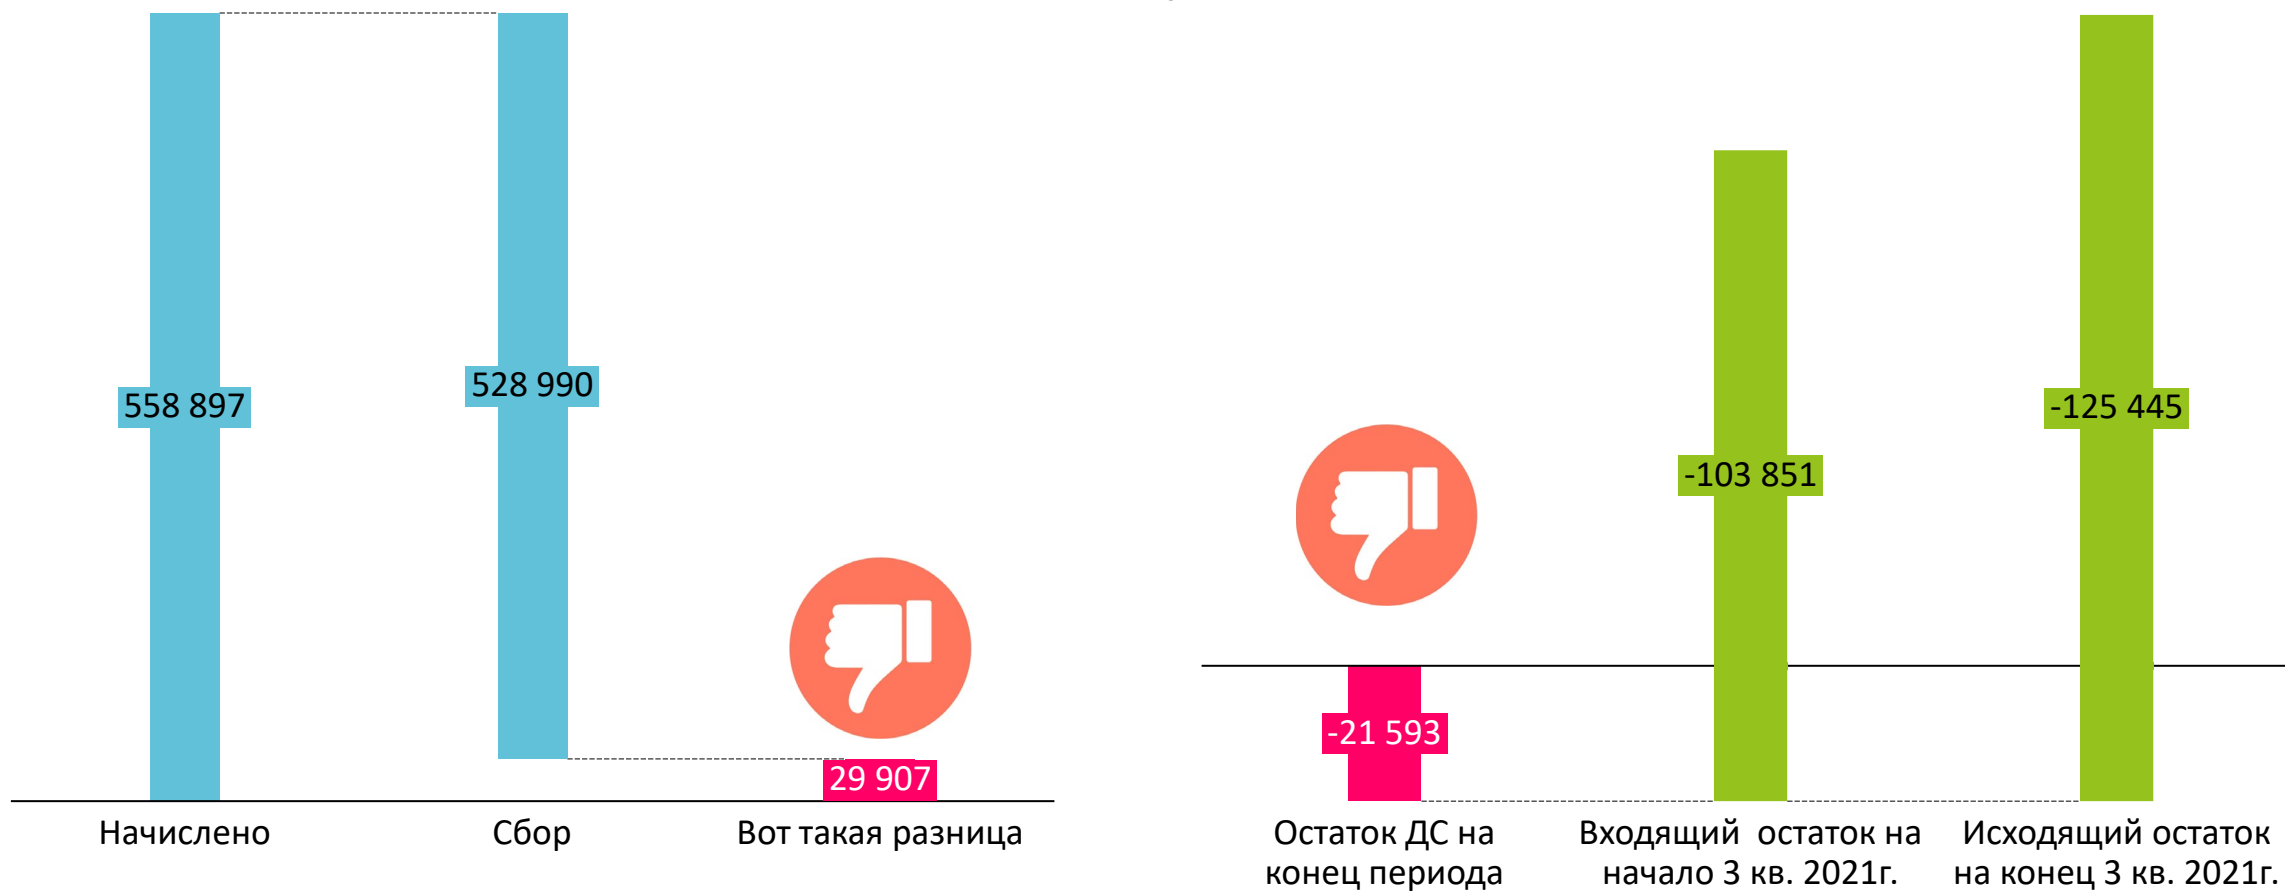 558 897
528 990
29 907
Начислено
Сбор
Вот такая разница
-21 593
-103 851
-125 445
Остаток ДС на
конец периода
Входящий остаток на
начало 3 кв. 2021г.
Исходящий остаток
на конец 3 кв. 2021г.